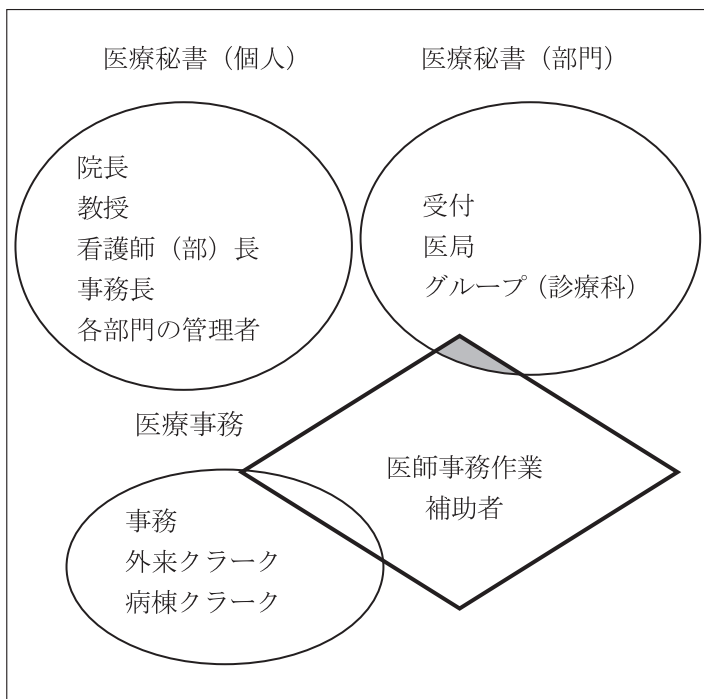 医療秘書（個人）
医療秘書（部門）
院長
教授
看護師（部）長
事務長
各部門の管理者
受付
医局
グループ（診療科）
医療事務
医師事務作業
補助者
事務
外来クラーク
病棟クラーク